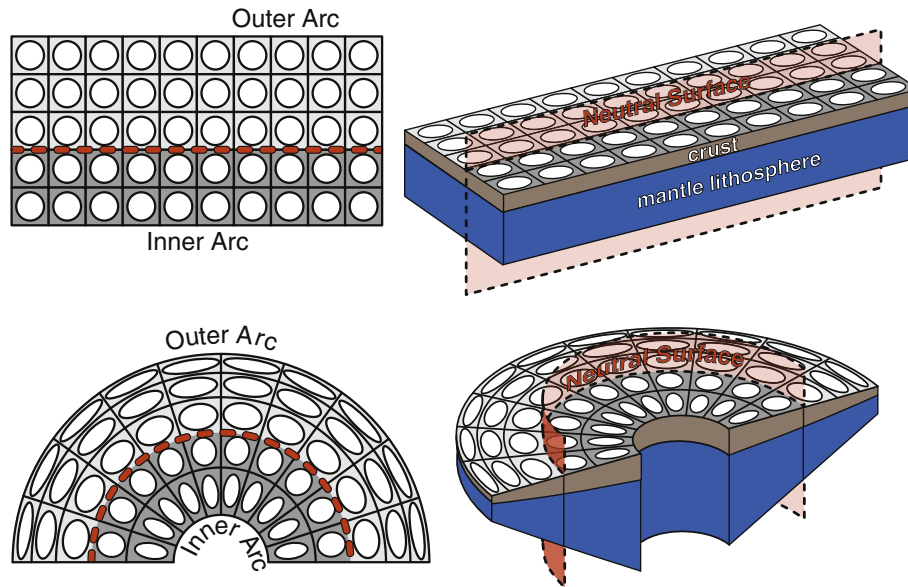 Outer Arc
Inner Arc
Neutral Surface
crust
mantle lithosphere
Outer Arc
Inner Arc
Neutral Surface